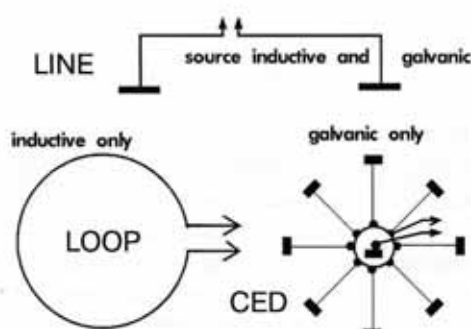 LINE
source inductive and galvanic
inductive only
galvanic only
LOOP
CED